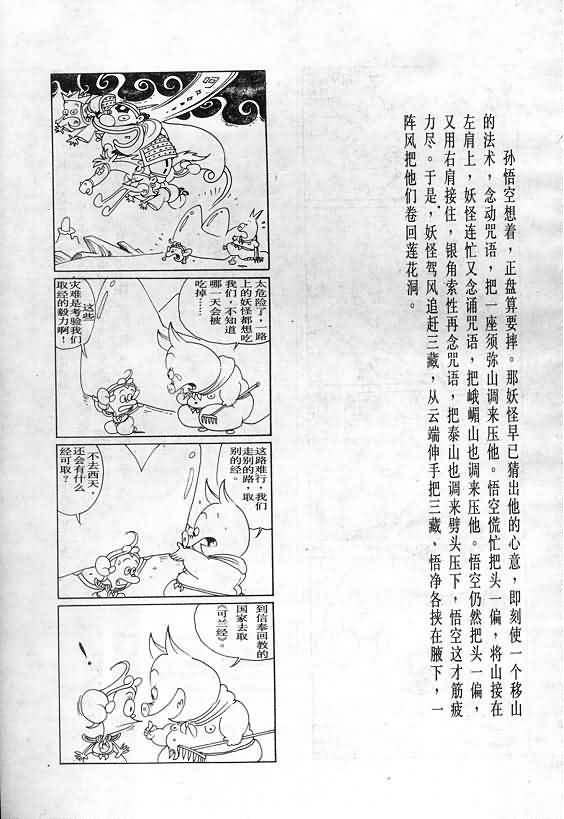 孙悟空想着，正盘算要摔。那妖怪早已猜出他的心意，即刻使一个移山
的法术，念动咒语，把一座须弥山调来压他。悟空慌忙把头一偏，将山接在
左肩上，妖怪连忙又念诵咒语，把峨嵋山也调来压他。悟空仍然把头一偏，
又用右肩接住，银角索性再念咒语，把泰山也调来劈头压下，悟空这才筋疲
力尽。于是，妖怪驾风追赶三藏，从云端伸手把三藏，悟净各挟在腋下，一
阵风把他们卷回莲花洞。
啊
太危险了，一路
上的妖怪都想吃
我们，不知道
哪一天会被
吃掉……
这些
灾难是考验我们
取经的毅力啊！
这路难行，我们
走别的路，取
别的经。
不去西天，
还会有什么
经可取？
到信奉回教的
国家去取
《可兰经》。
！